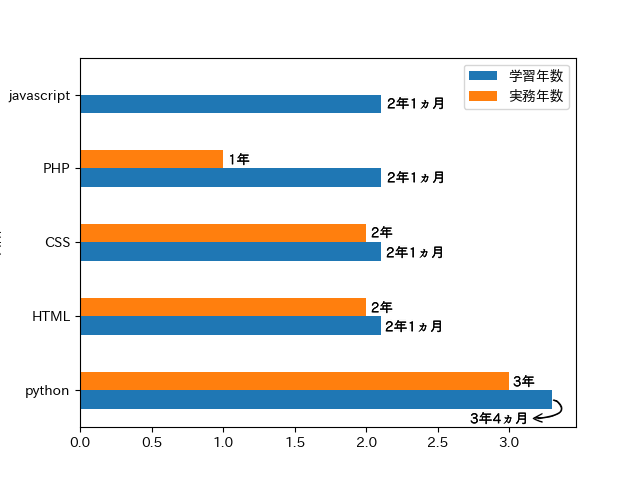 学習年数
実務年数
javascript
2年1ヵ月
PHP
1年
2年1ヵ月
CSS
2年
2年1ヵ月
HTML
2年
2年1ヵ月
python
3年
3年4ヵ月
0.0 0.5 1.0 1.5 2.0 2.5 3.0